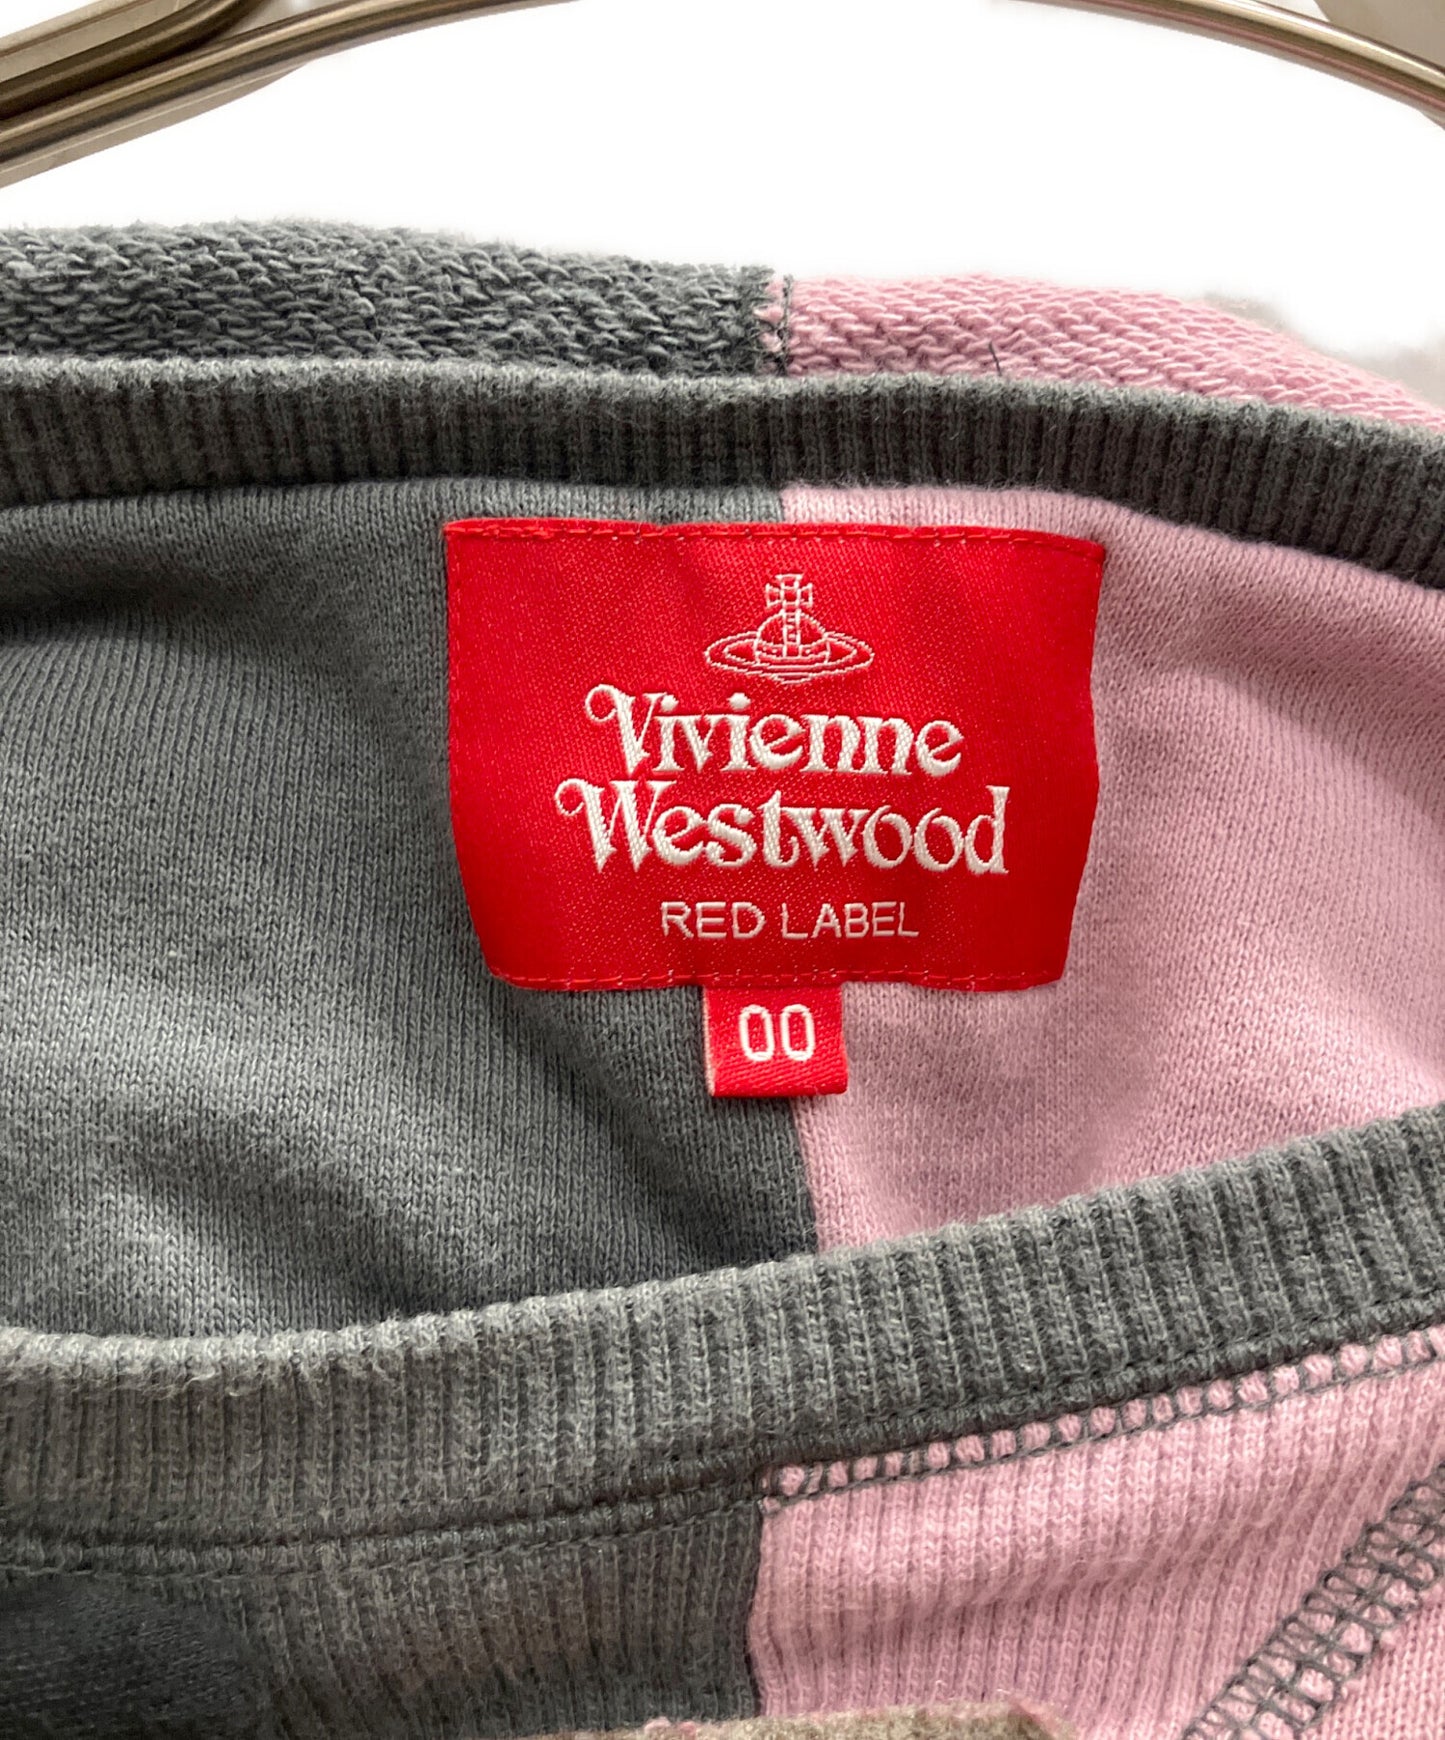 Vivienne
Westwood
RED LABEL
00